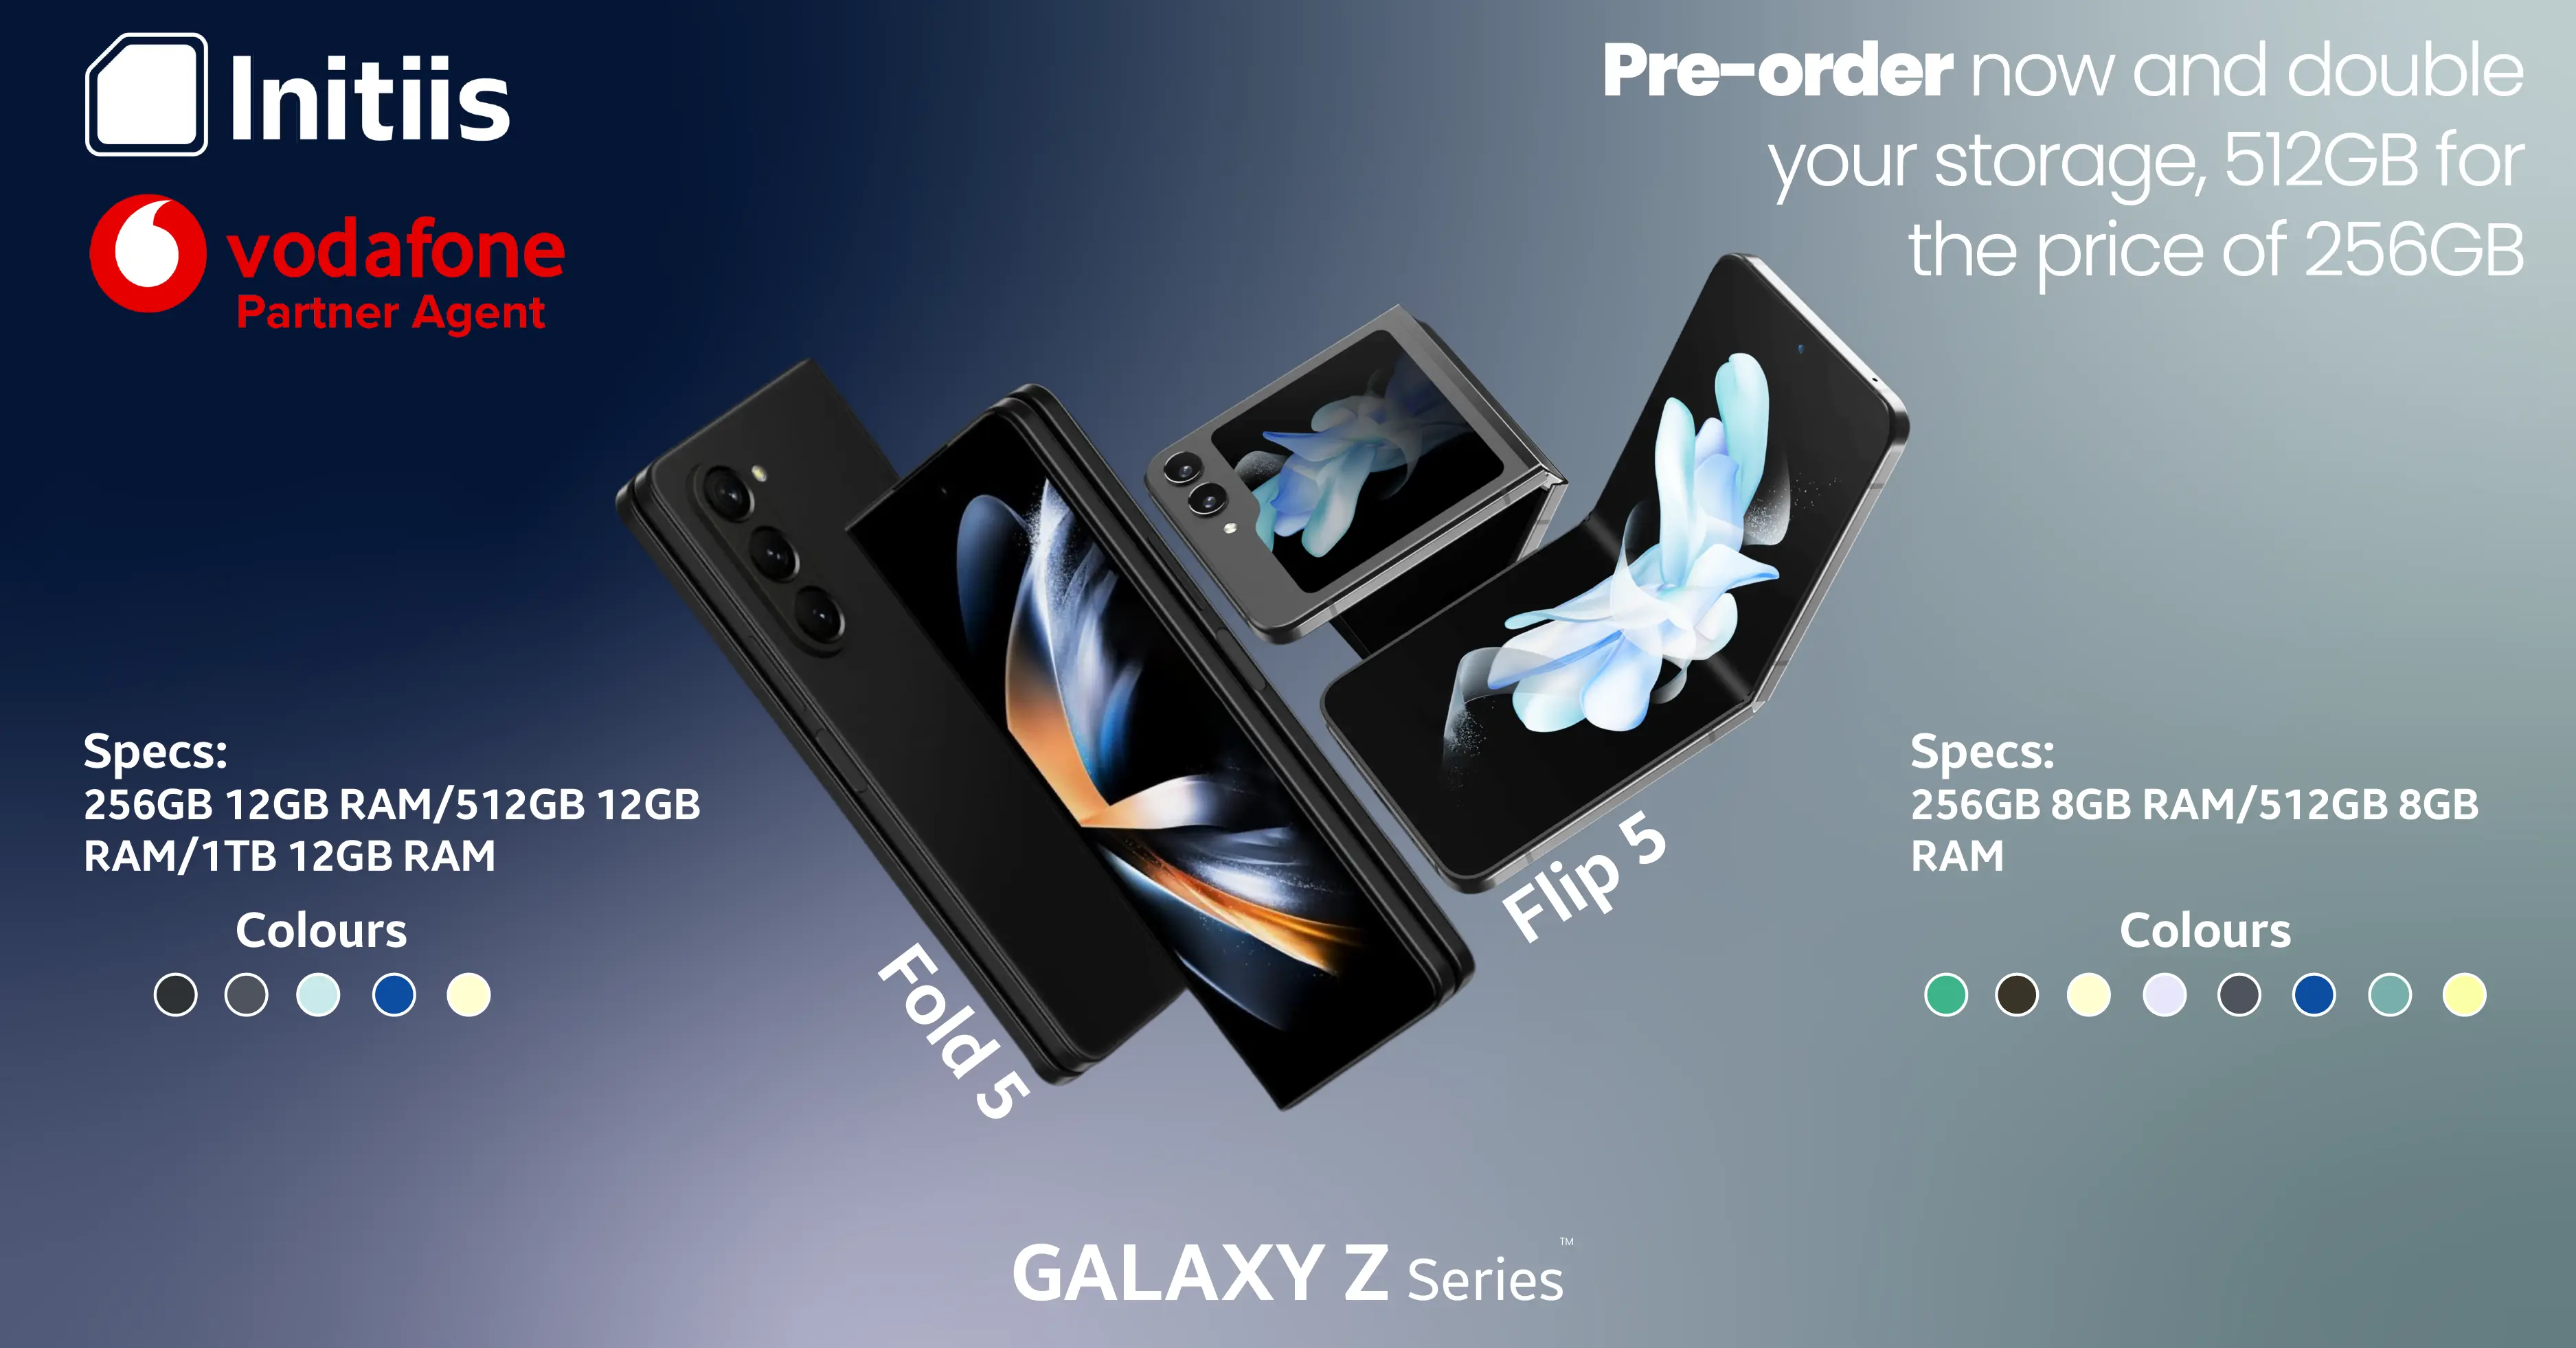 Initiis
vodafone
Partner Agent
Pre-order now and double
your storage, 512GB for
the price of 256GB
Specs:
256GB 12GB RAM/512GB 12GB
RAM/1TB 12GB RAM
Colours
Fold 5
Flip 5
Specs:
256GB 8GB RAM/512GB 8GB
RAM
Colours
GALAXY Z Series™